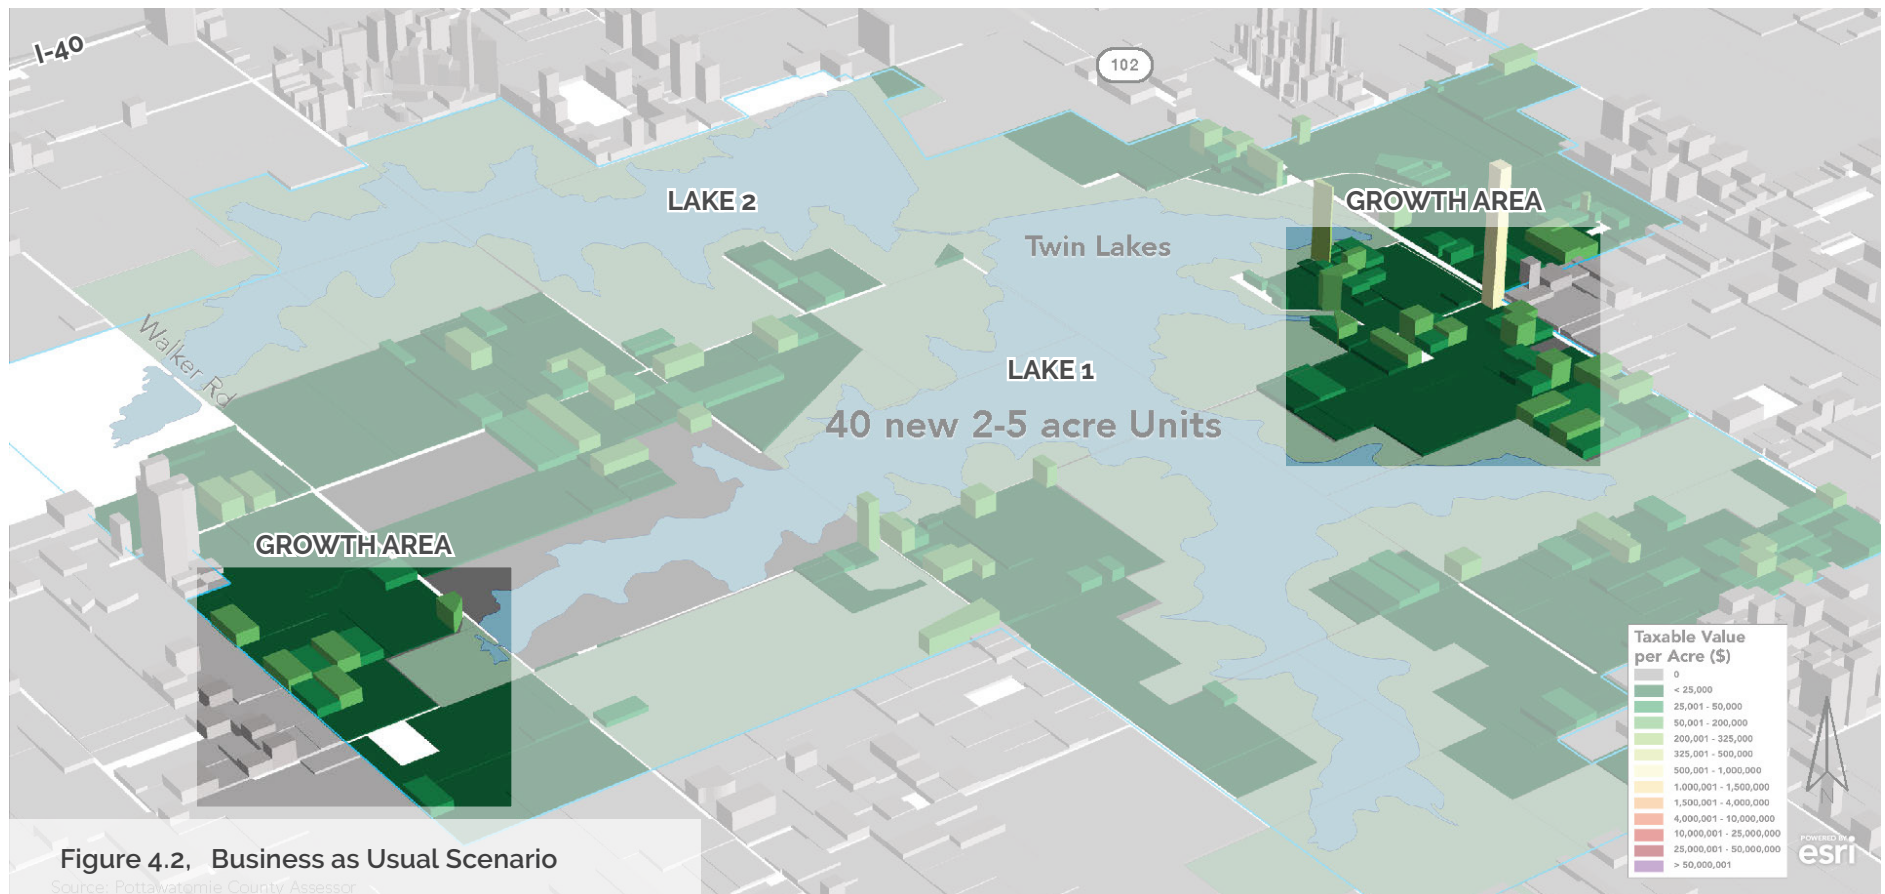 I-40
102
LAKE 2
GROWTH AREA
Twin Lakes
Walker Rd
LAKE 1
40 new 2-5 acre Units
GROWTH AREA
Taxable Value
per Acre ($)
0
< 25,000
25,001 - 50,000
50,001 - 200,000
200,001 - 325,000
325,001 - 500,000
500,001 - 1,000,000
1.000,001 - 1,500,000
1,500,001 - 4,000,000
4,000,001 - 10,000,000
10,000,001 - 25,000,000
25,000,001 - 50,000,000
> 50,000,001
POWERED BY
esri
Figure 4.2, Business as Usual Scenario
Source: Pottawatomie County Assessor